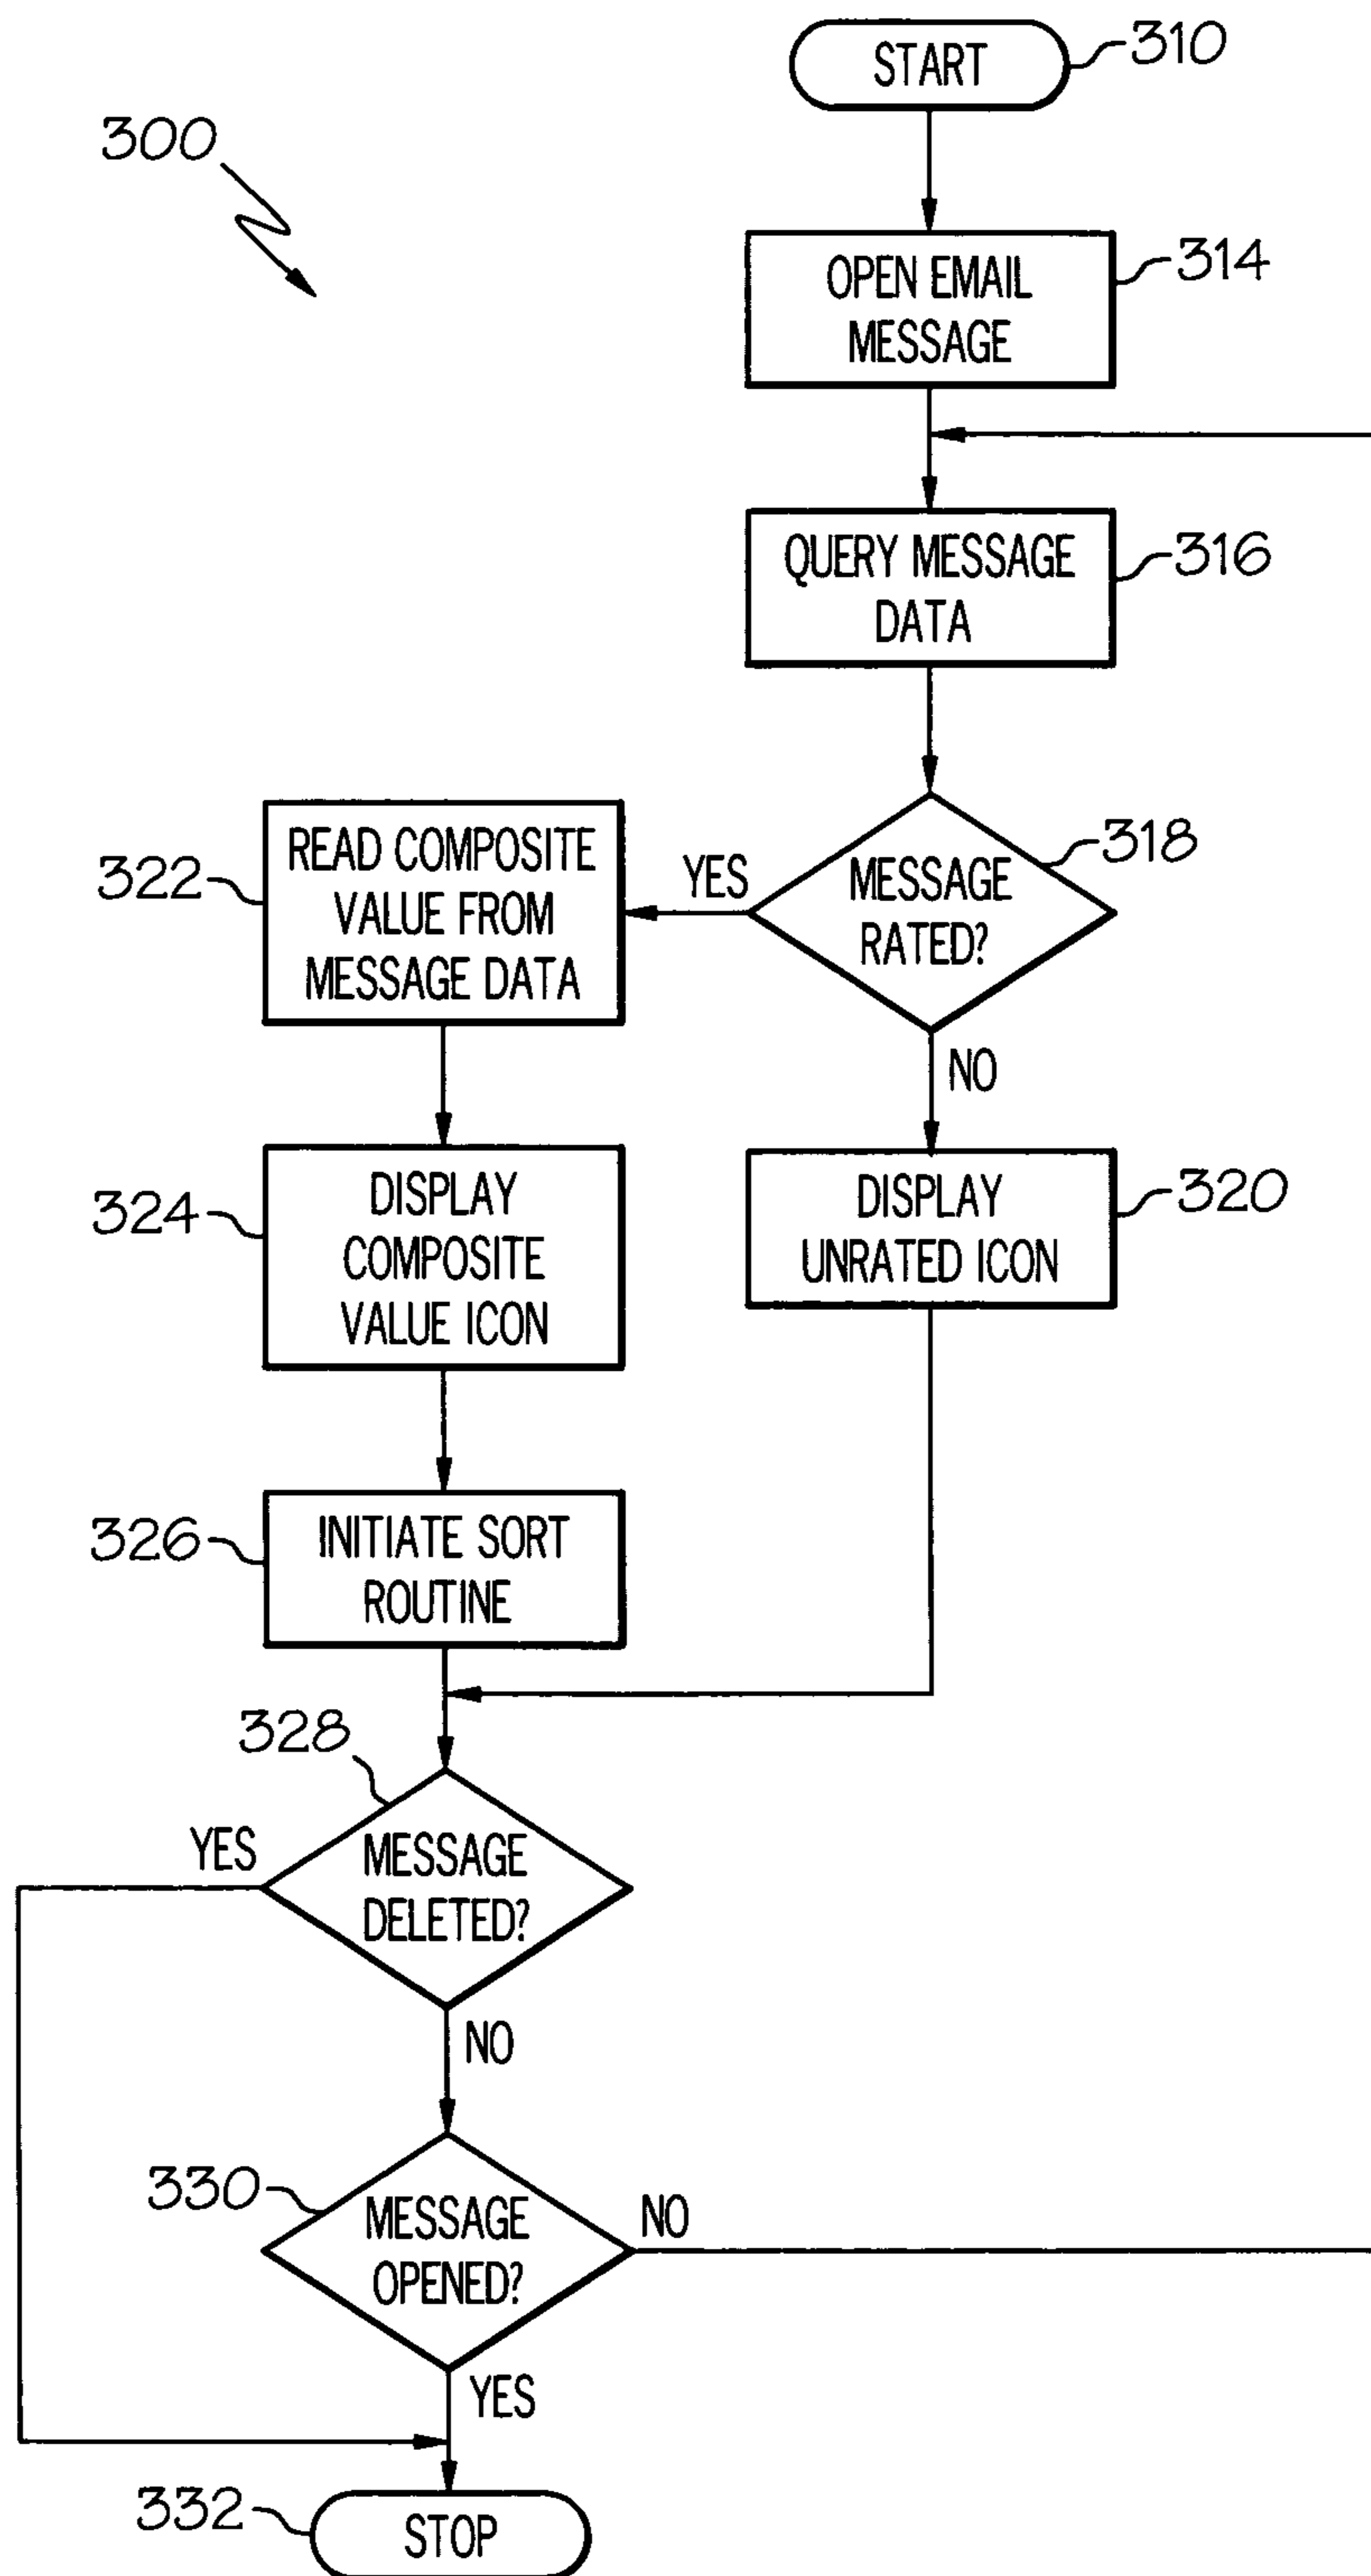 START
310
300
OPEN EMAIL
MESSAGE
314
QUERY MESSAGE
DATA
316
MESSAGE
RATED?
318
YES
NO
READ COMPOSITE
VALUE FROM
MESSAGE DATA
322
DISPLAY
COMPOSITE
VALUE ICON
324
DISPLAY
UNRATED ICON
320
INITIATE SORT
ROUTINE
326
328
MESSAGE
DELETED?
YES
NO
330
MESSAGE
OPENED?
NO
YES
332
STOP